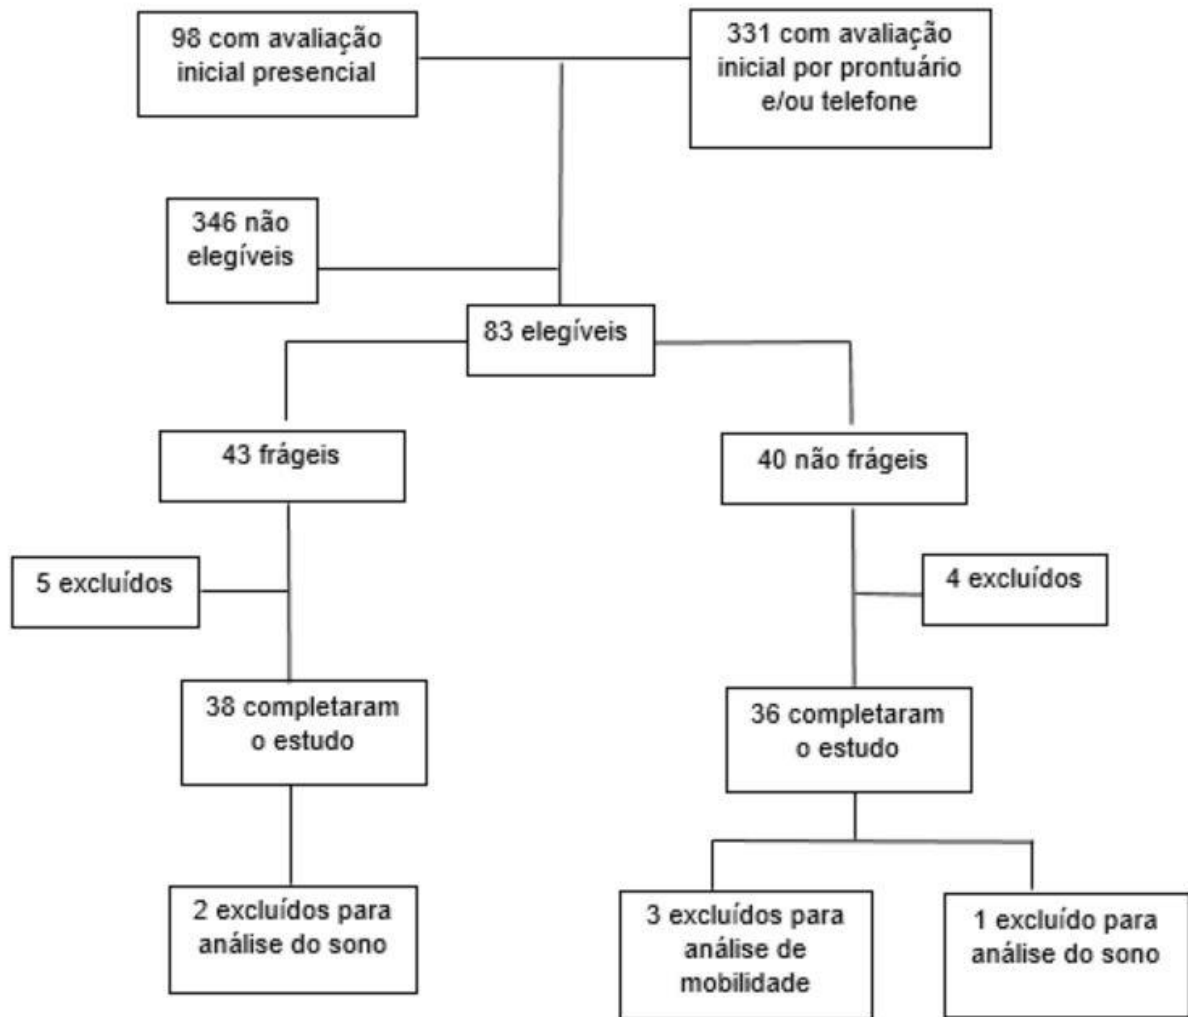 98 com avaliação
inicial presencial
331 com avaliação
inicial por prontuário
e/ou telefone
346 não
elegíveis
83 elegíveis
43 frágeis
40 não frágeis
5 excluídos
4 excluídos
38 completaram
o estudo
36 completaram
o estudo
2 excluídos para
análise do sono
3 excluídos para
análise de
mobilidade
1 excluído para
análise do sono